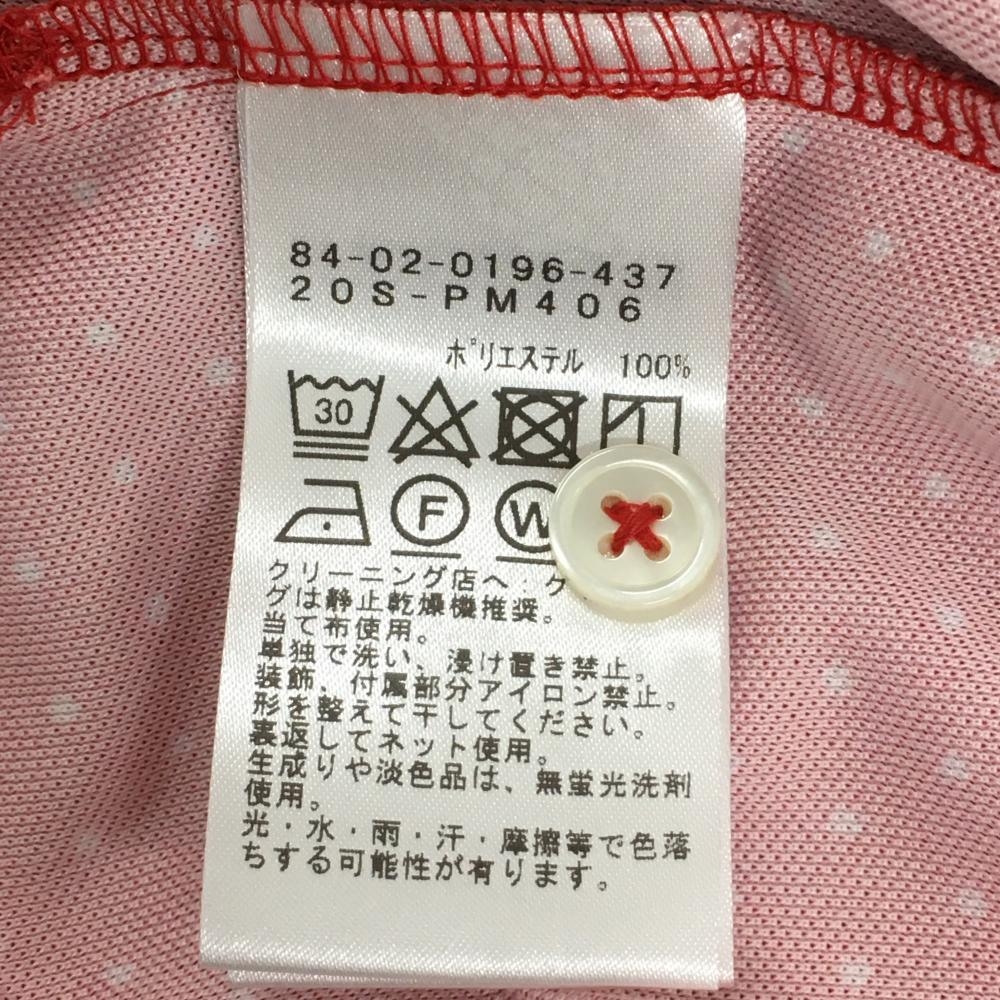 84-02-0196-437
20S-PM406
ポリエステル 100%
30
F
W
クリーニング店へ・ク
グは静止乾燥機推奨。
当て布使用。
単独で洗い、浸け置き禁止。
装飾、付属部分アイロン禁止。
形を整えて干してください。
裏返してネット使用。
生成りや淡色品は、無蛍光洗剤
使用。
光・水・雨・汗・摩擦等で色落
ちする可能性が有ります。